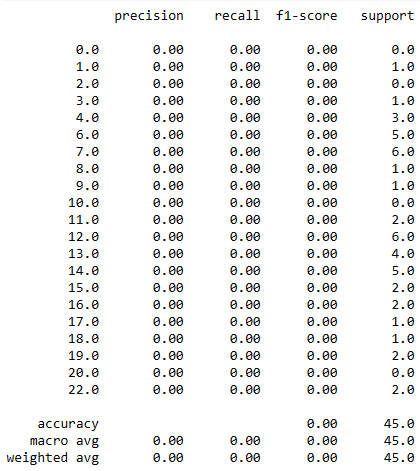 precision recall f1-score support
0.0 0.00 0.00 0.00 0.0
1.0 0.00 0.00 0.00 1.0
2.0 0.00 0.00 0.00 0.0
3.0 0.00 0.00 0.00 1.0
4.0 0.00 0.00 0.00 3.0
6.0 0.00 0.00 0.00 5.0
7.0 0.00 0.00 0.00 6.0
8.0 0.00 0.00 0.00 1.0
9.0 0.00 0.00 0.00 1.0
10.0 0.00 0.00 0.00 0.0
11.0 0.00 0.00 0.00 2.0
12.0 0.00 0.00 0.00 6.0
13.0 0.00 0.00 0.00 4.0
14.0 0.00 0.00 0.00 5.0
15.0 0.00 0.00 0.00 2.0
16.0 0.00 0.00 0.00 2.0
17.0 0.00 0.00 0.00 1.0
18.0 0.00 0.00 0.00 1.0
19.0 0.00 0.00 0.00 2.0
20.0 0.00 0.00 0.00 0.0
22.0 0.00 0.00 0.00 2.0
accuracy 0.00 45.0
macro avg 0.00 0.00 0.00 45.0
weighted avg 0.00 0.00 0.00 45.0